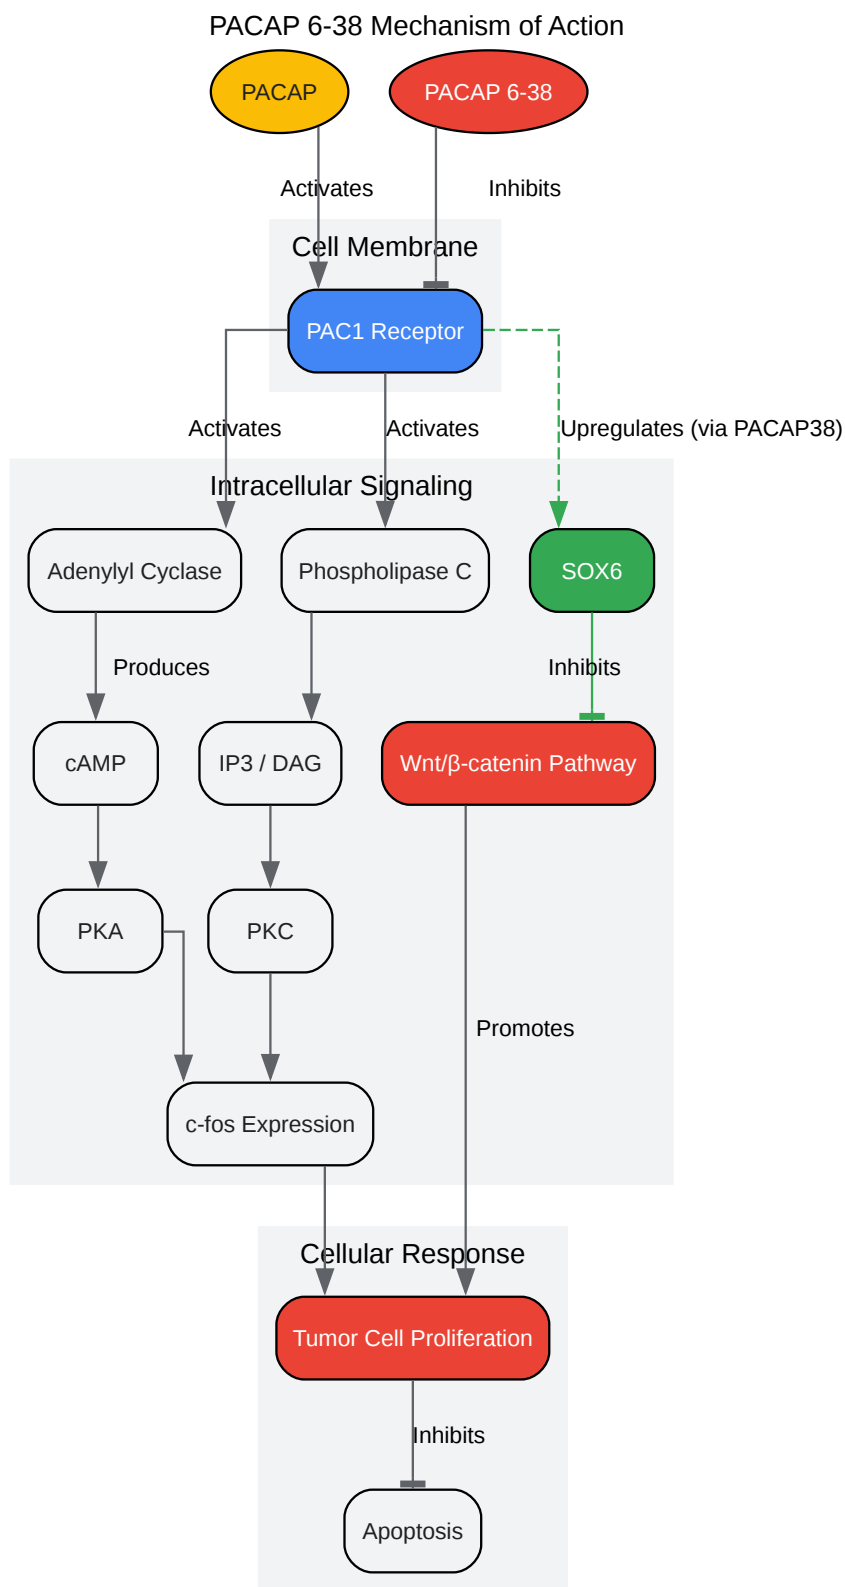 PACAP 6-38 Mechanism of Action
PACAP
PACAP 6-38
Activates
Inhibits
Cell Membrane
PAC1 Receptor
Activates
Activates
Upregulates (via PACAP38)
Intracellular Signaling
Adenylyl Cyclase
Phospholipase C
SOX6
Produces
Inhibits
cAMP
IP3 / DAG
Wnt/β-catenin Pathway
PKA
PKC
Promotes
c-fos Expression
Cellular Response
Tumor Cell Proliferation
Inhibits
Apoptosis